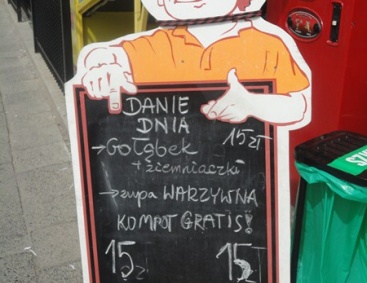 DANIE
DNIA
15 zł
→ GOŁĄBEK
+ ziemniaczki
→ zupa WARZYWNA
KOMPOT GRATIS!
15 zł 15 zł